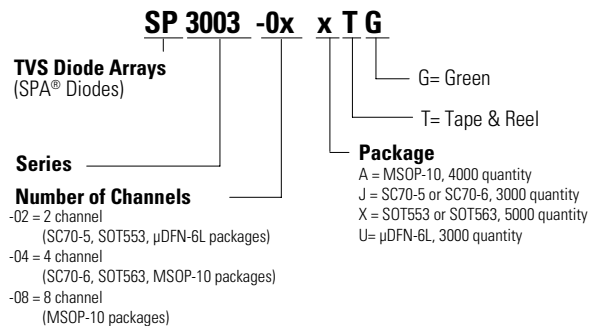 SP 3003 -0x x T G
TVS Diode Arrays
(SPA® Diodes)
G= Green
T= Tape & Reel
Series
Package
A = MSOP-10, 4000 quantity
J = SC70-5 or SC70-6, 3000 quantity
X = SOT553 or SOT563, 5000 quantity
U= µDFN-6L, 3000 quantity
Number of Channels
-02 = 2 channel
(SC70-5, SOT553, µDFN-6L packages)
-04 = 4 channel
(SC70-6, SOT563, MSOP-10 packages)
-08 = 8 channel
(MSOP-10 packages)